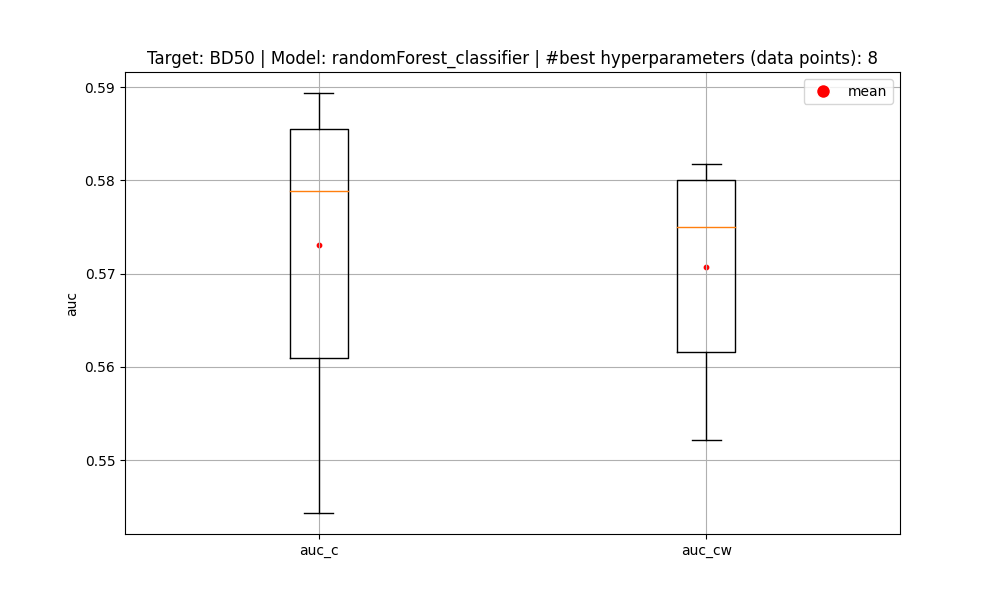 Target: BD50 | Model: randomForest_classifier | #best hyperparameters (data points): 8
mean
0.59
0.58
0.57
0.56
0.55
auc
auc_c
auc_cw